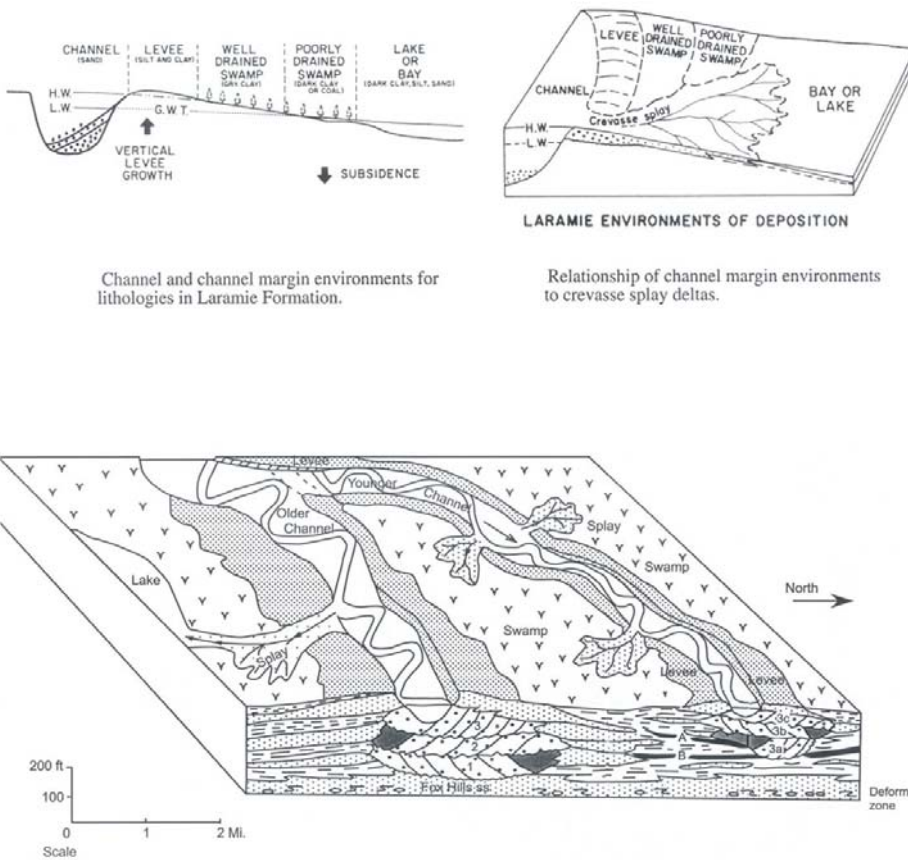 CHANNEL
(SAND)
LEVEE
(SILT AND CLAY)
WELL
DRAINED
SWAMP
(GRY CLAY)
POORLY
DRAINED
SWAMP
(DARK CLAY
OR COAL)
LAKE
OR
BAY
(DARK CLAY, SILT, SAND)
H.W.
L.W.
G.W.T.
VERTICAL
LEVEE
GROWTH
SUBSIDENCE
Channel and channel margin environments for
lithologies in Laramie Formation.
LEVEE
WELL
DRAINED
SWAMP
POORLY
DRAINED
SWAMP
CHANNEL
Crevasse splay
BAY OR
LAKE
H.W.
L.W.
LARAMIE ENVIRONMENTS OF DEPOSITION
Relationship of channel margin environments
to crevasse splay deltas.
Levee
Younger
Channel
Older
Channel
Splay
Swamp
Lake
North
Swamp
Splay
Levee
Levee
3
2
1
A
B
3c
3b
3a
Fox Hills ss
Deform
zone
200 ft
100
0
1
2 Mi.
Scale